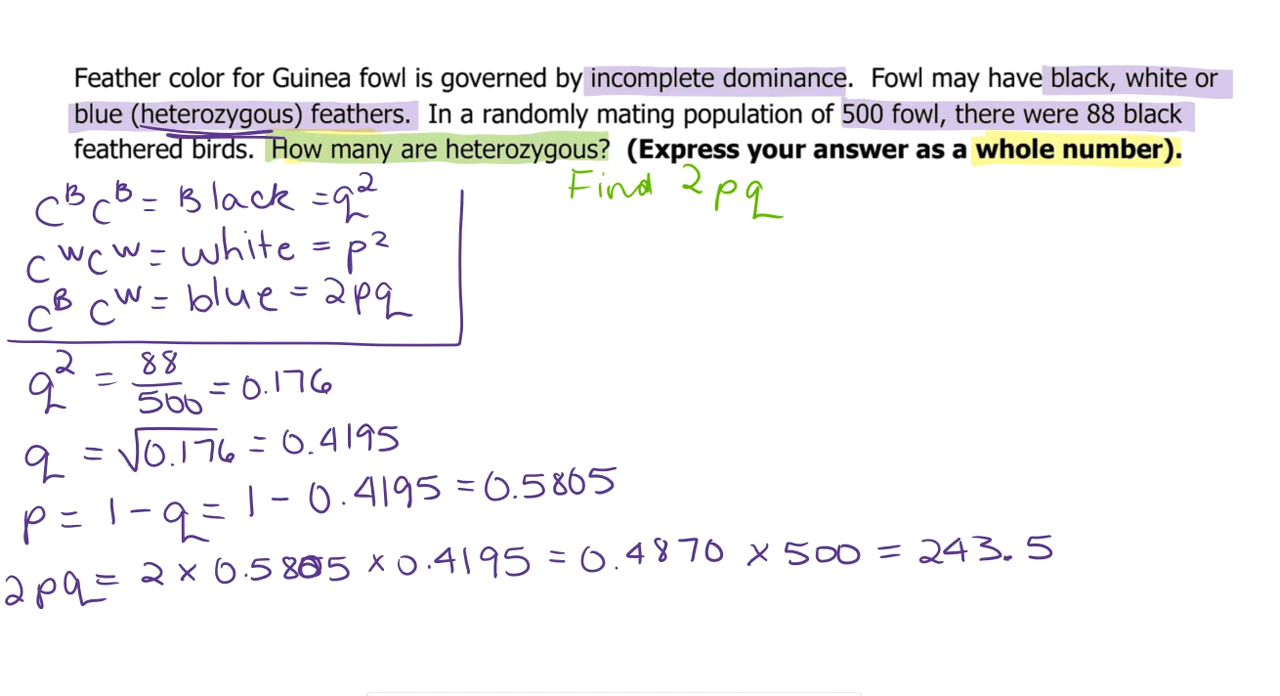 Feather color for Guinea fowl is governed by incomplete dominance. Fowl may have black, white or
blue (heterozygous) feathers. In a randomly mating population of 500 fowl, there were 88 black
feathered birds. How many are heterozygous? (Express your answer as a whole number).
Find 2pq
C^B C^B = Black = q²
C^W C^W = white = p²
C^B C^W = blue = 2pq
q² = 88/500 = 0.176
q = √0.176 = 0.4195
p = 1 - q = 1 - 0.4195 = 0.5805
2pq = 2 × 0.5805 × 0.4195 = 0.4870 × 500 = 243.5